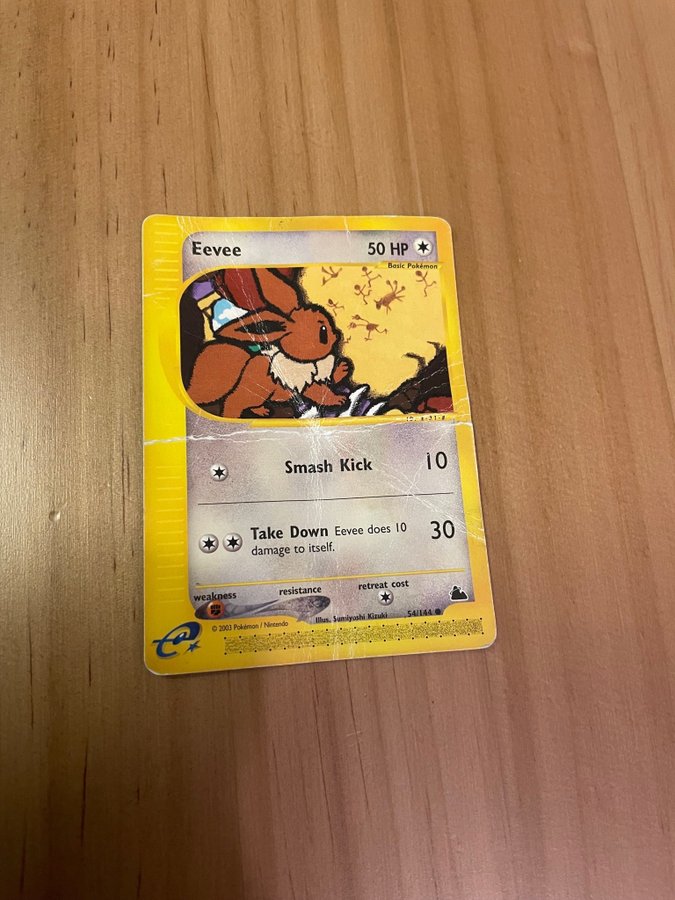 Eevee 50 HP
Basic Pokémon
Smash Kick 10
Take Down Eevee does 10 damage to itself. 30
weakness resistance retreat cost
Illus. Sumiyoshi Kizuki 54/144
© 2003 Pokémon / Nintendo
e